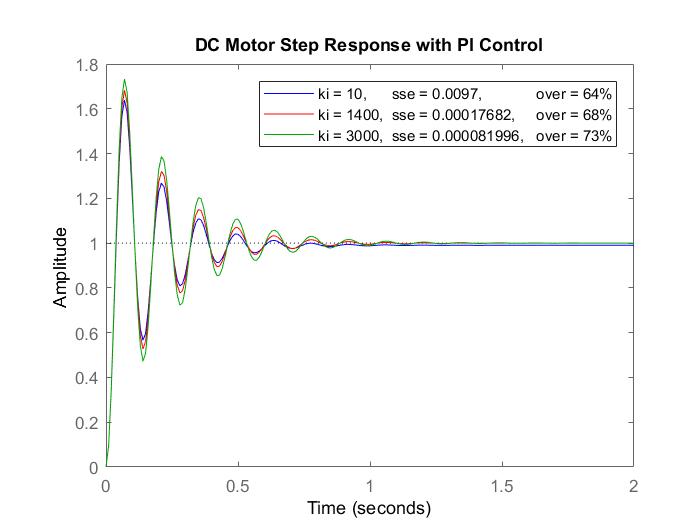 DC Motor Step Response with PI Control
1.8
1.6
1.4
1.2
1
0.8
0.6
0.4
0.2
0
Amplitude
ki = 10, sse = 0.0097, over = 64%
ki = 1400, sse = 0.00017682, over = 68%
ki = 3000, sse = 0.000081996, over = 73%
0 0.5 1 1.5 2
Time (seconds)